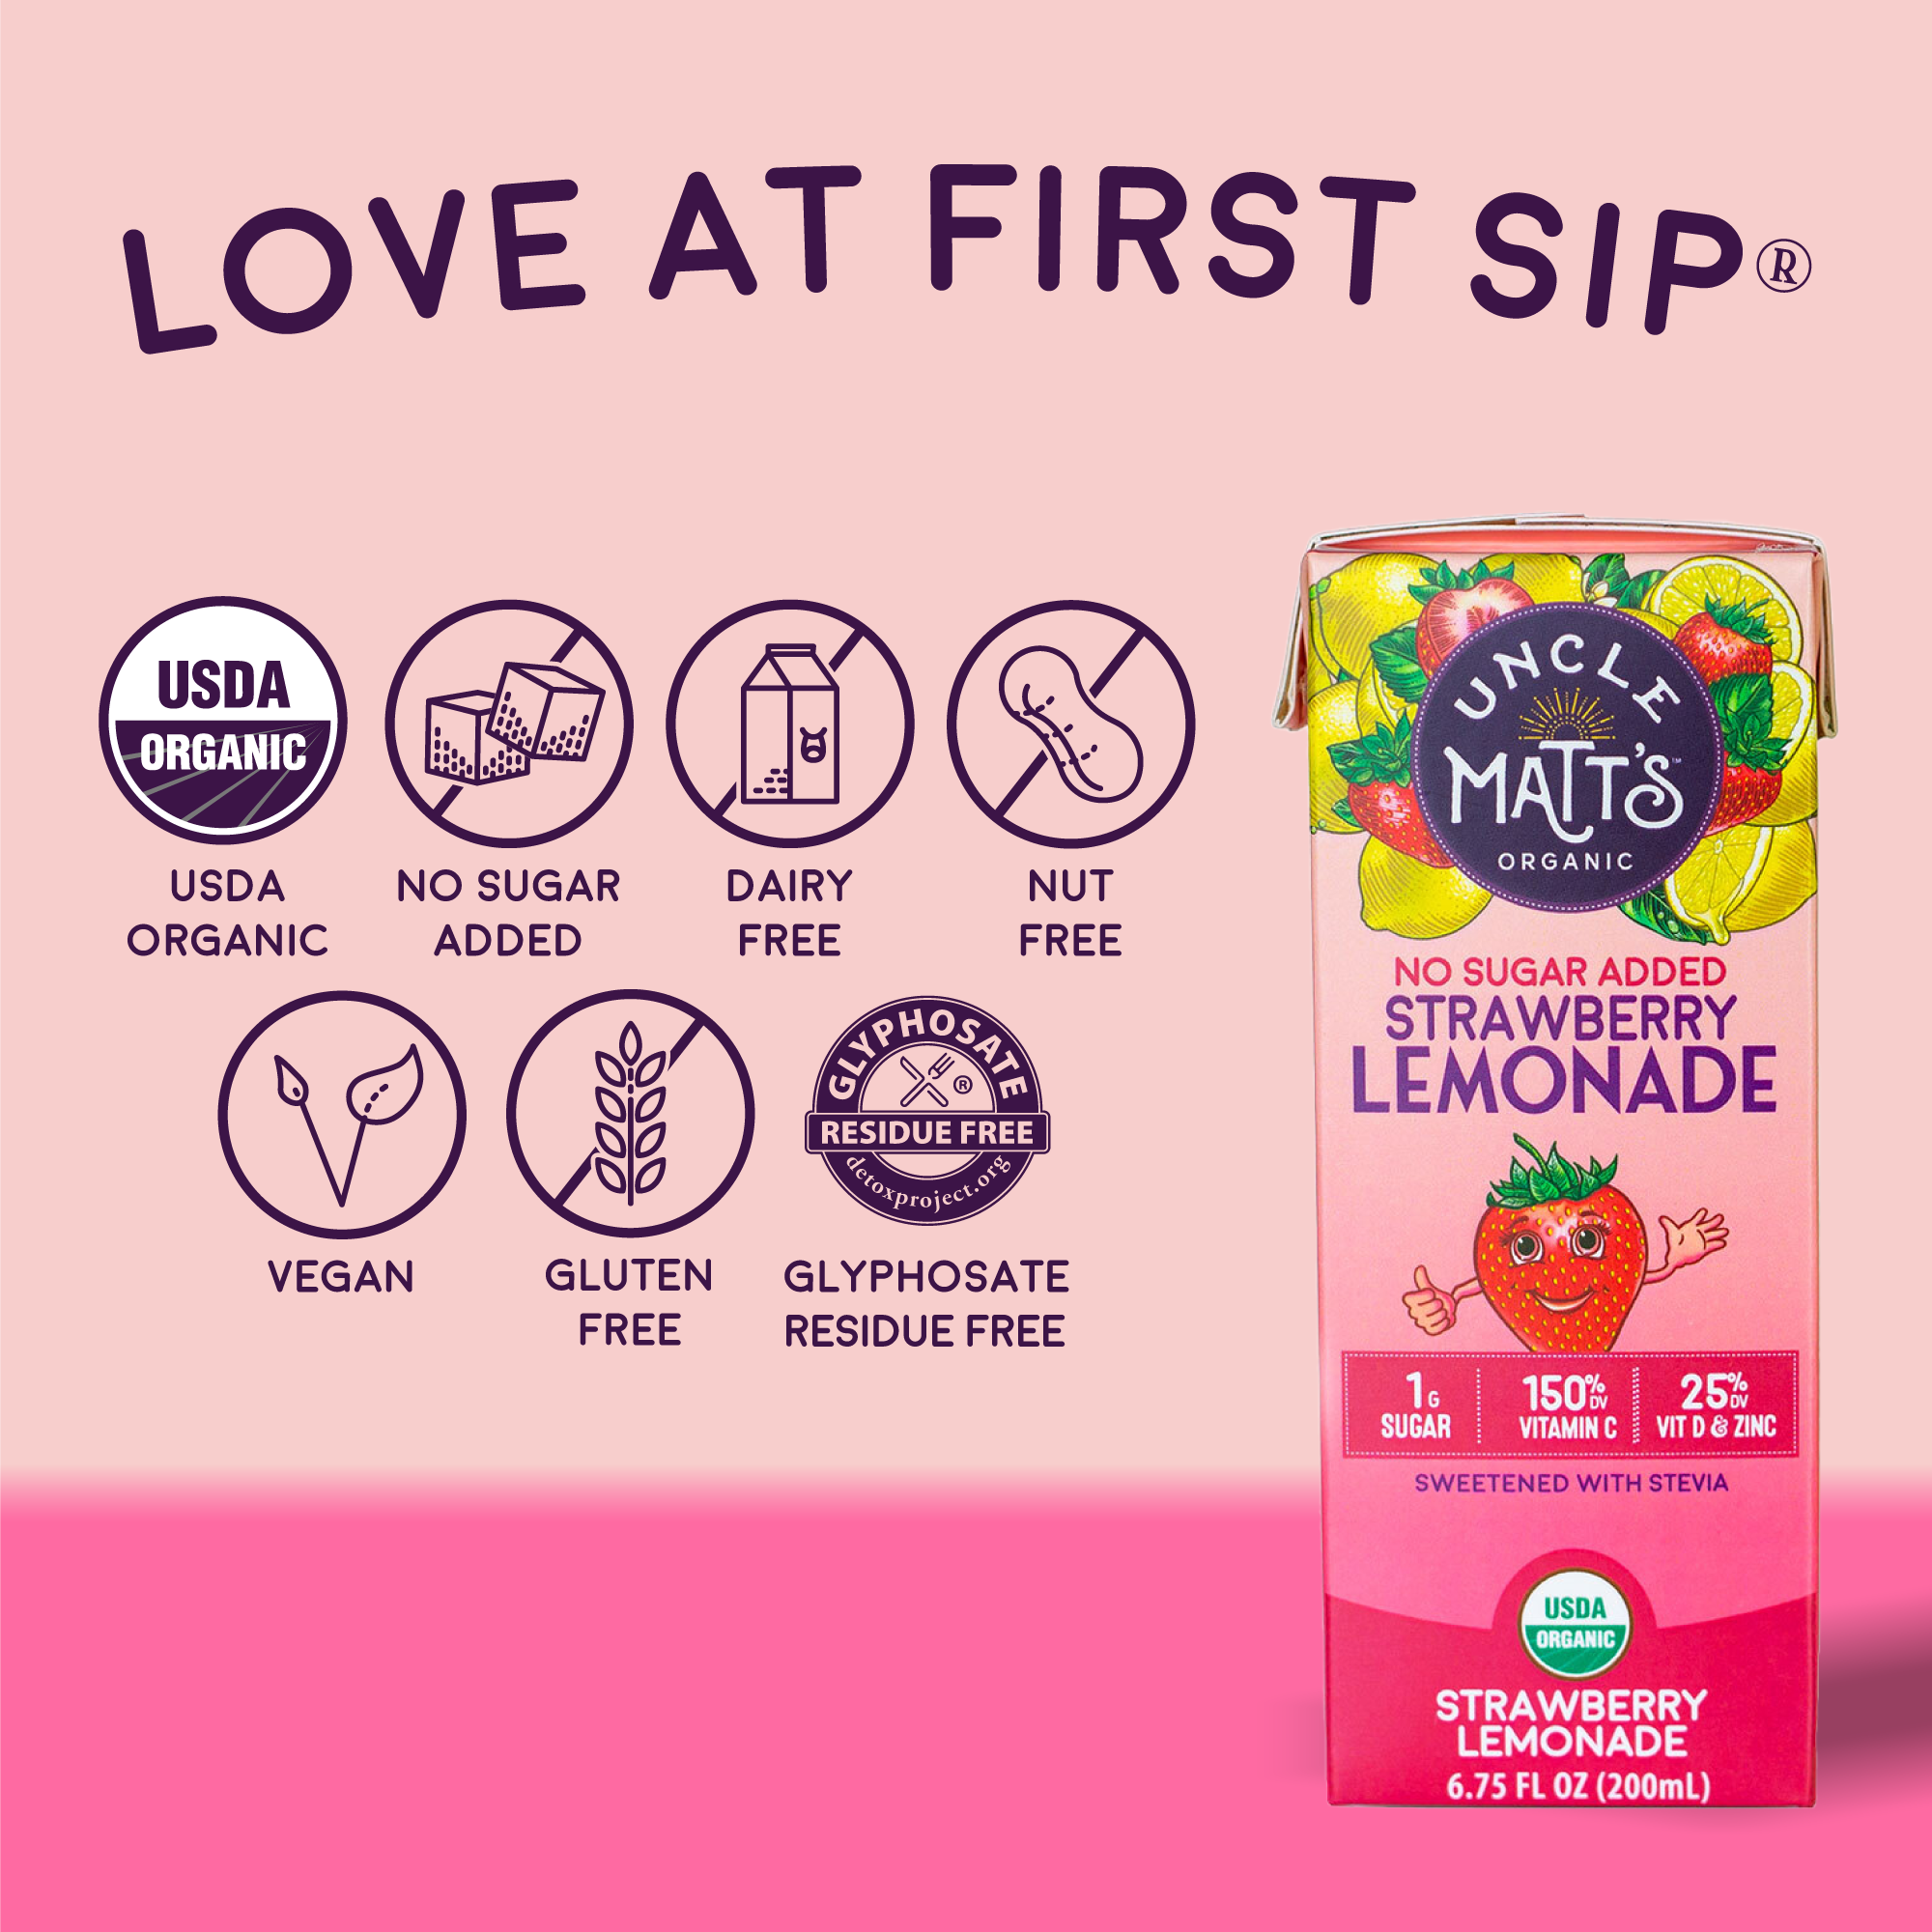 LOVE AT FIRST SIP®
USDA
ORGANIC
USDA
ORGANIC
NO SUGAR
ADDED
DAIRY
FREE
NUT
FREE
VEGAN
GLUTEN
FREE
GLYPHOSATE
®
RESIDUE FREE
detoxproject.org
GLYPHOSATE
RESIDUE FREE
UNCLE
MATT'S™
ORGANIC
NO SUGAR ADDED
STRAWBERRY
LEMONADE
1G
SUGAR
150% DV
VITAMIN C
25% DV
VIT D & ZINC
SWEETENED WITH STEVIA
USDA
ORGANIC
STRAWBERRY
LEMONADE
6.75 FL OZ (200mL)